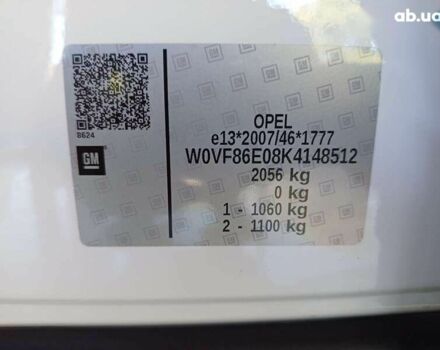 ab.ua
8624
GM
OPEL
e13*2007/46*1777
W0VF86E08K4148512
2056 kg
0 kg
1 - 1060 kg
2 - 1100 kg